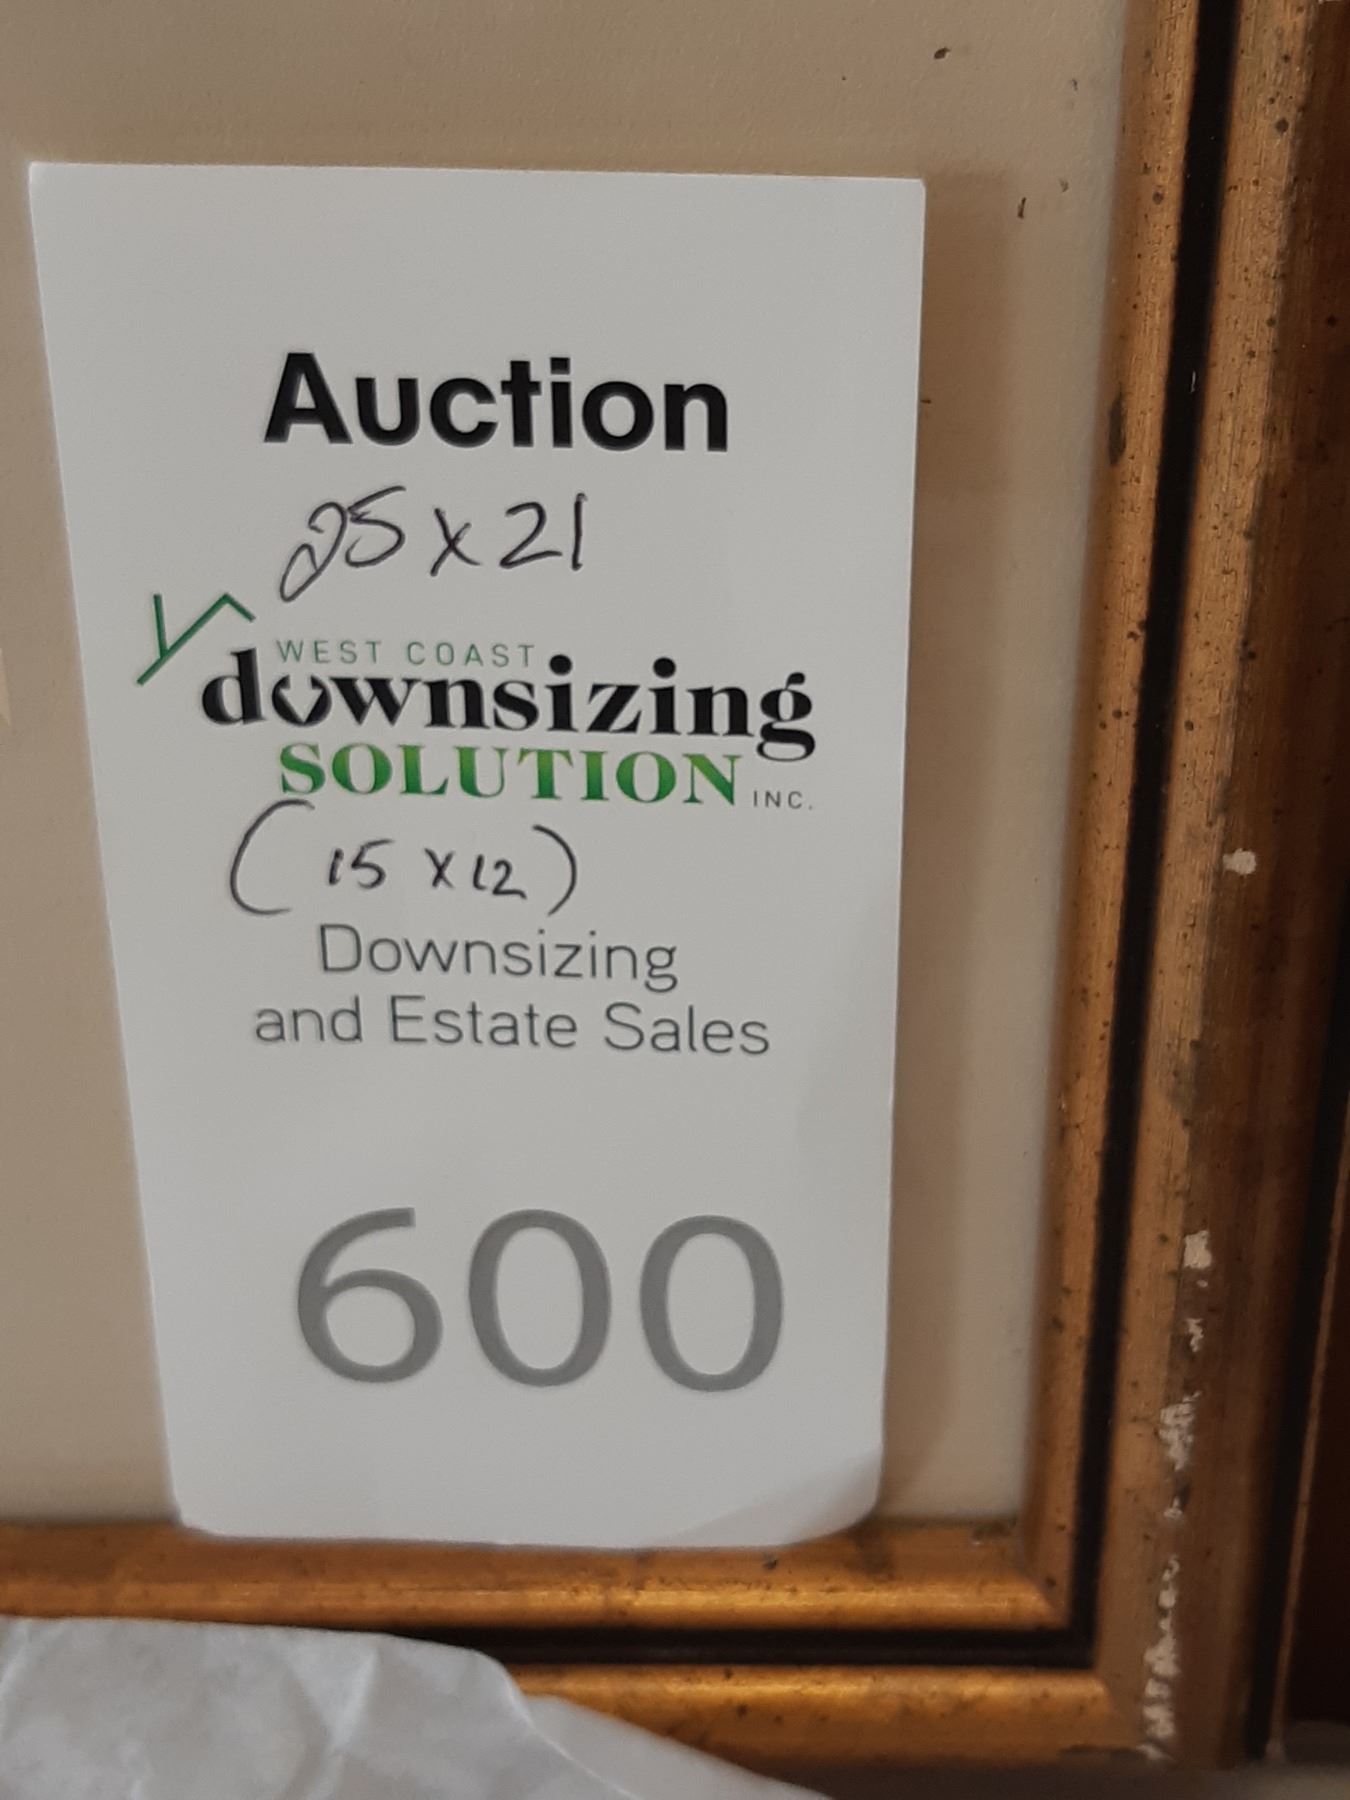 Auction
25 x 21
WEST COAST
downsizing
SOLUTION INC.
(15 x 12)
Downsizing
and Estate Sales
600